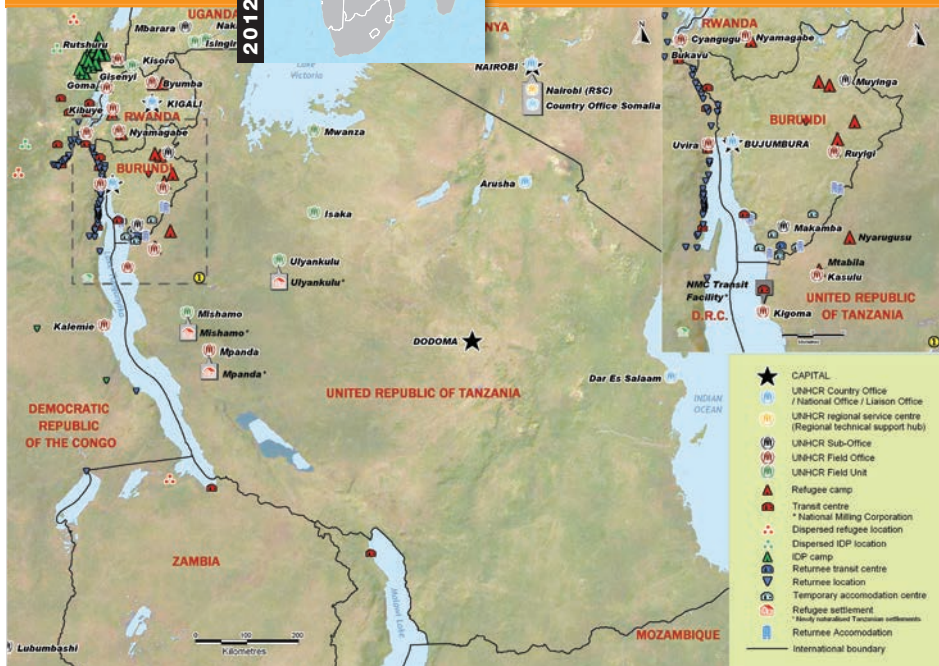 2012
UGANDA
Mbarara
Isingiro
Rutshuru
Kisoro
Gisenyi
Goma
Byumba
KIGALI
Kibuye
RWANDA
Nyamagabe
BURUNDI
Lake
Victoria
NYA
NAIROBI
Nairobi (RSC)
Country Office Somalia
Mwanza
Arusha
Isaka
Ulyankulu
Ulyankulu*
Mishamo
Mishamo*
Mpanda
Mpanda*
Kalemie
DODOMA
Dar Es Salaam
UNITED REPUBLIC OF TANZANIA
INDIAN
OCEAN
DEMOCRATIC
REPUBLIC
OF THE CONGO
ZAMBIA
Malawi Lake
MOZAMBIQUE
Lubumbashi
0 100 200
Kilometres
1
RWANDA
Cyangugu
Nyamagabe
Bukavu
Muyinga
BURUNDI
Uvira
BUJUMBURA
Ruyigi
Makamba
Nyarugusu
Mtabila
Kasulu
NMC Transit
Facility*
D.R.C.
Kigoma
UNITED REPUBLIC
OF TANZANIA
1
CAPITAL
UNHCR Country Office
/ National Office / Liaison Office
UNHCR regional service centre
(Regional technical support hub)
UNHCR Sub-Office
UNHCR Field Office
UNHCR Field Unit
Refugee camp
Transit centre
* National Milling Corporation
Dispersed refugee location
Dispersed IDP location
IDP camp
Returnee transit centre
Returnee location
Temporary accomodation centre
Refugee settlement
* Newly naturalised Tanzanian settlements
Returnee Accomodation
International boundary